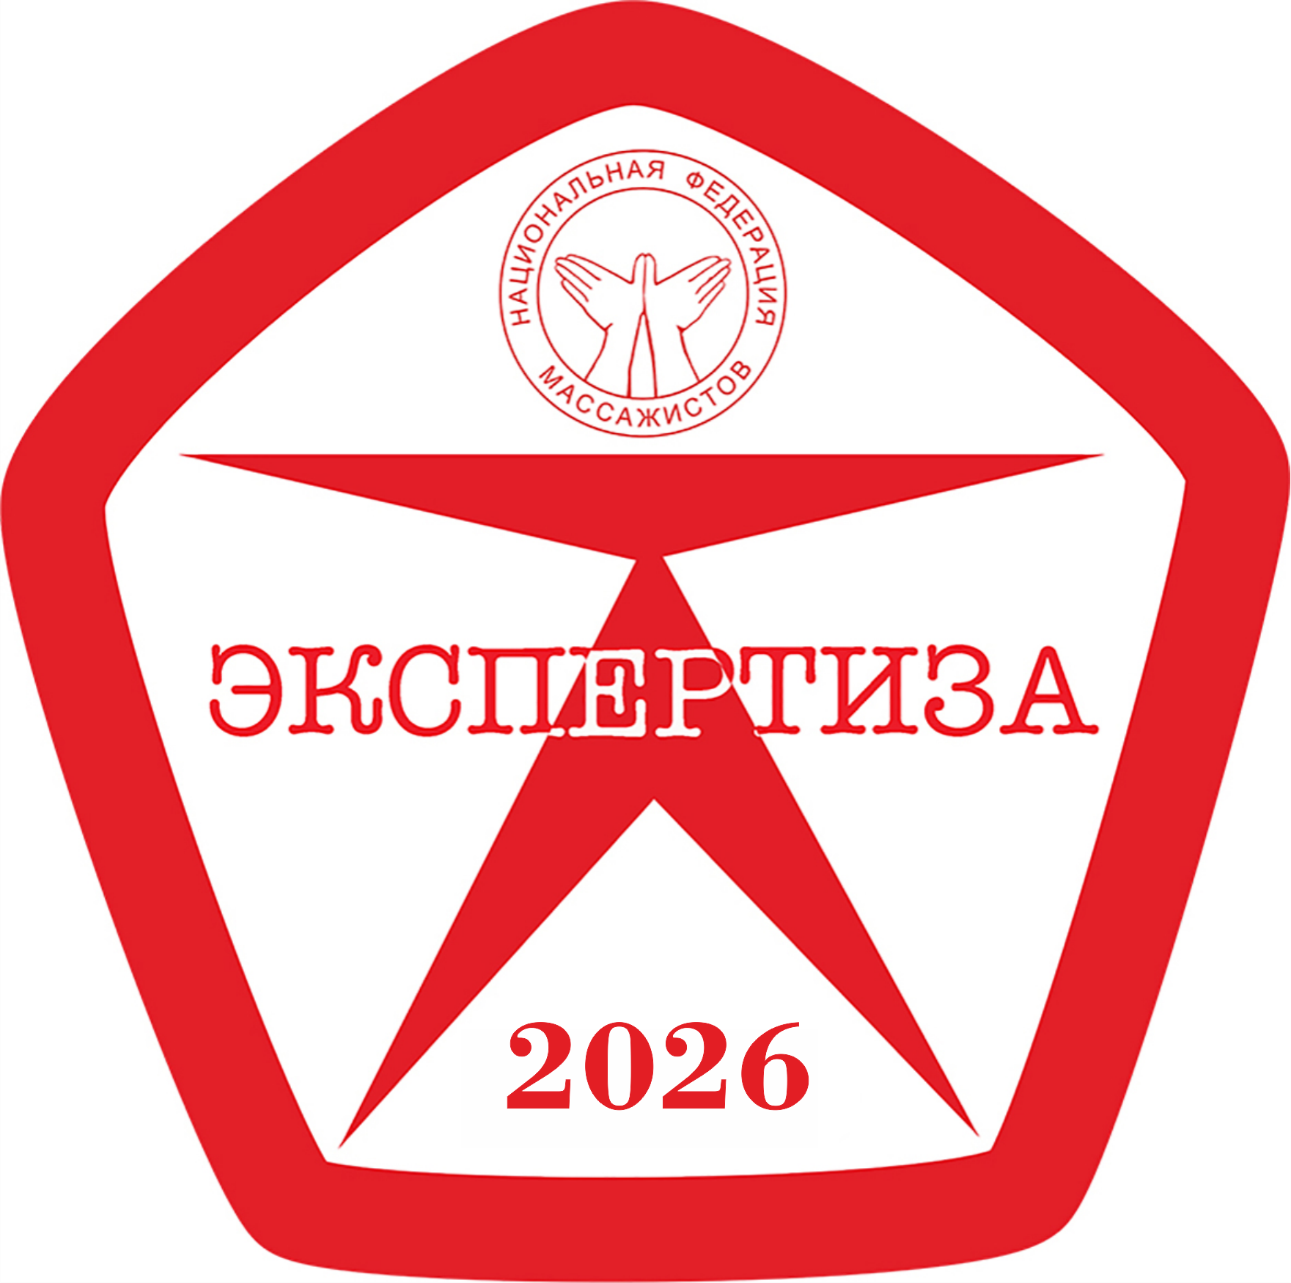 НАЦИОНАЛЬНАЯ ФЕДЕРАЦИЯ
МАССАЖИСТОВ
ЭКСПЕРТИЗА
2026